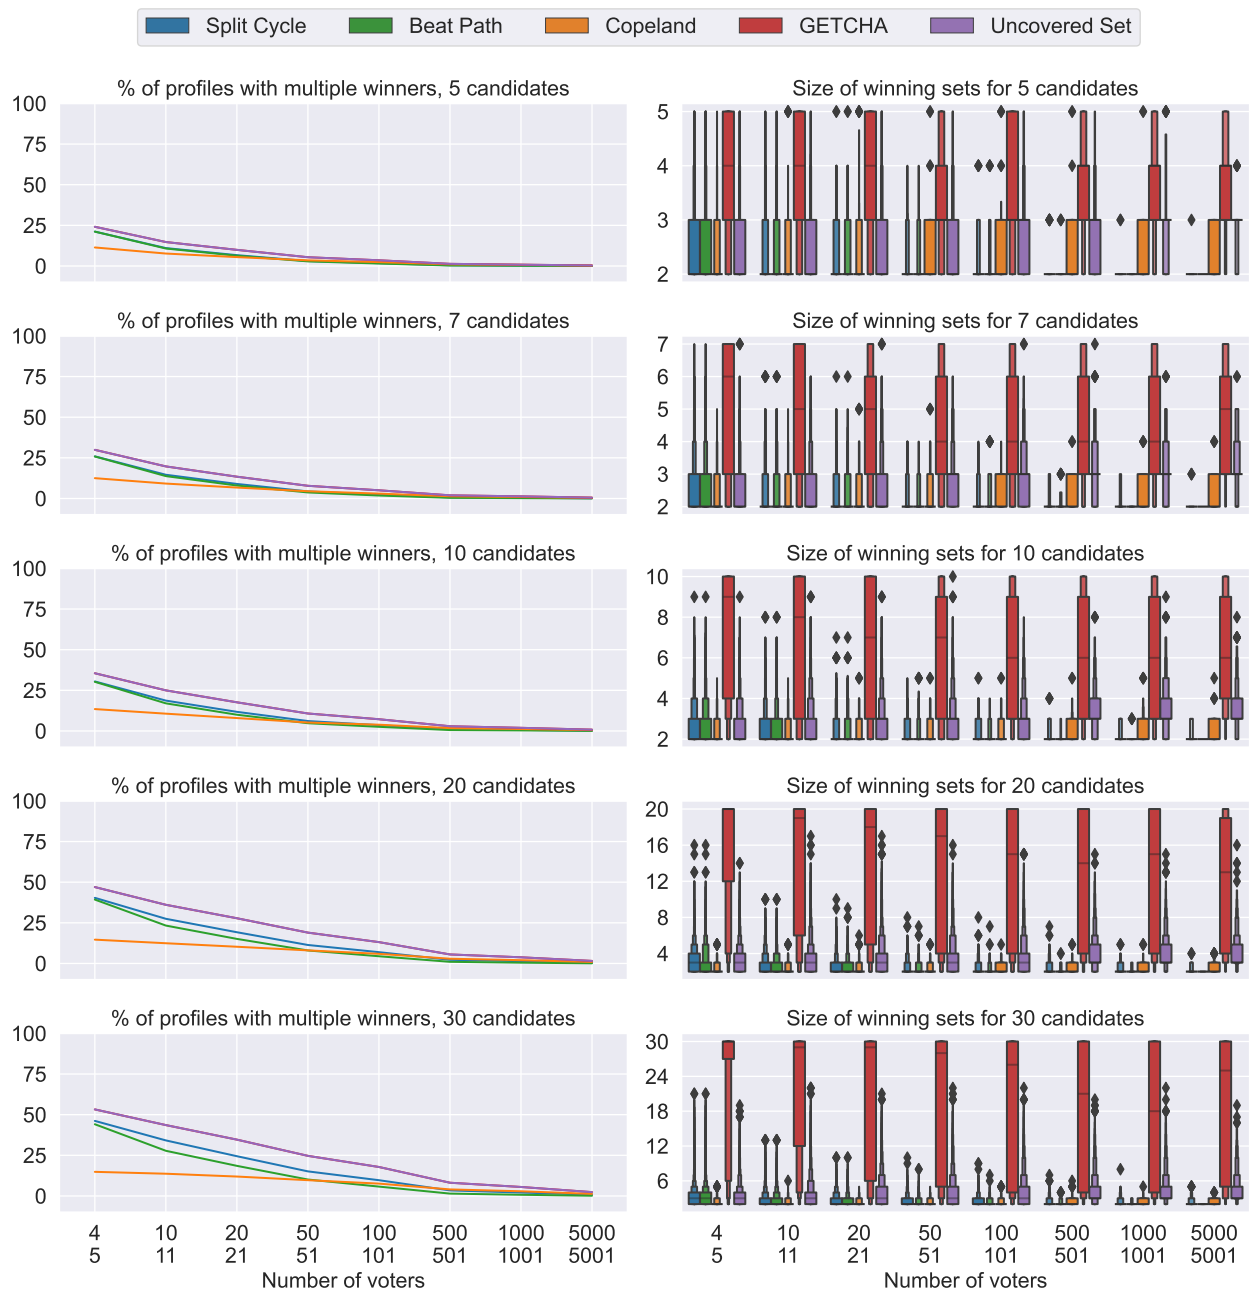 Split Cycle Beat Path Copeland GETCHA Uncovered Set
% of profiles with multiple winners, 5 candidates
100
75
50
25
0
Size of winning sets for 5 candidates
5
4
3
2
% of profiles with multiple winners, 7 candidates
100
75
50
25
0
Size of winning sets for 7 candidates
7
6
5
4
3
2
% of profiles with multiple winners, 10 candidates
100
75
50
25
0
Size of winning sets for 10 candidates
10
8
6
4
2
% of profiles with multiple winners, 20 candidates
100
75
50
25
0
Size of winning sets for 20 candidates
20
16
12
8
4
% of profiles with multiple winners, 30 candidates
100
75
50
25
0
4 10 20 50 100 500 1000 5000
5 11 21 51 101 501 1001 5001
Number of voters
Size of winning sets for 30 candidates
30
24
18
12
6
4 10 20 50 100 500 1000 5000
5 11 21 51 101 501 1001 5001
Number of voters